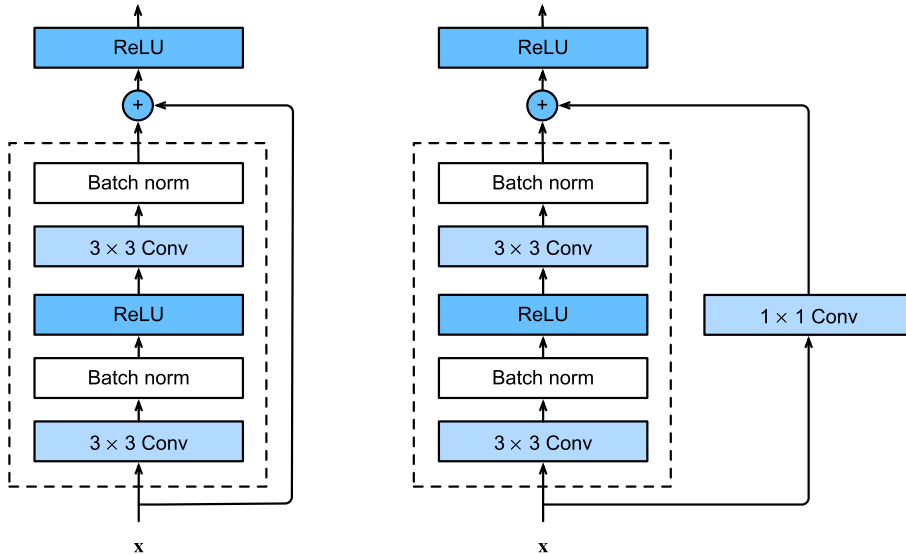 ReLU
+
Batch norm
3 × 3 Conv
ReLU
Batch norm
3 × 3 Conv
x
ReLU
+
Batch norm
3 × 3 Conv
ReLU
Batch norm
3 × 3 Conv
1 × 1 Conv
x